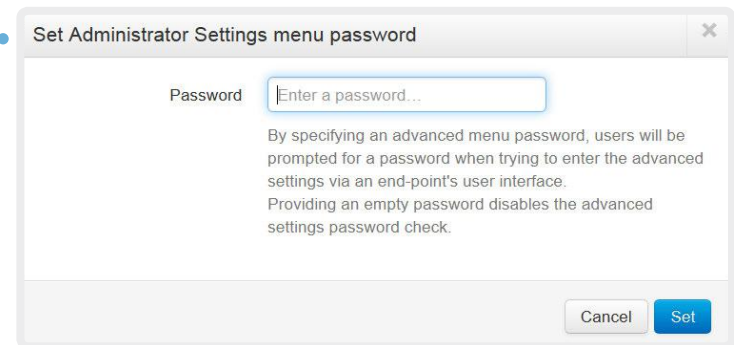 Set Administrator Settings menu password
×
Password
Enter a password...
By specifying an advanced menu password, users will be
prompted for a password when trying to enter the advanced
settings via an end-point's user interface.
Providing an empty password disables the advanced
settings password check.
Cancel
Set